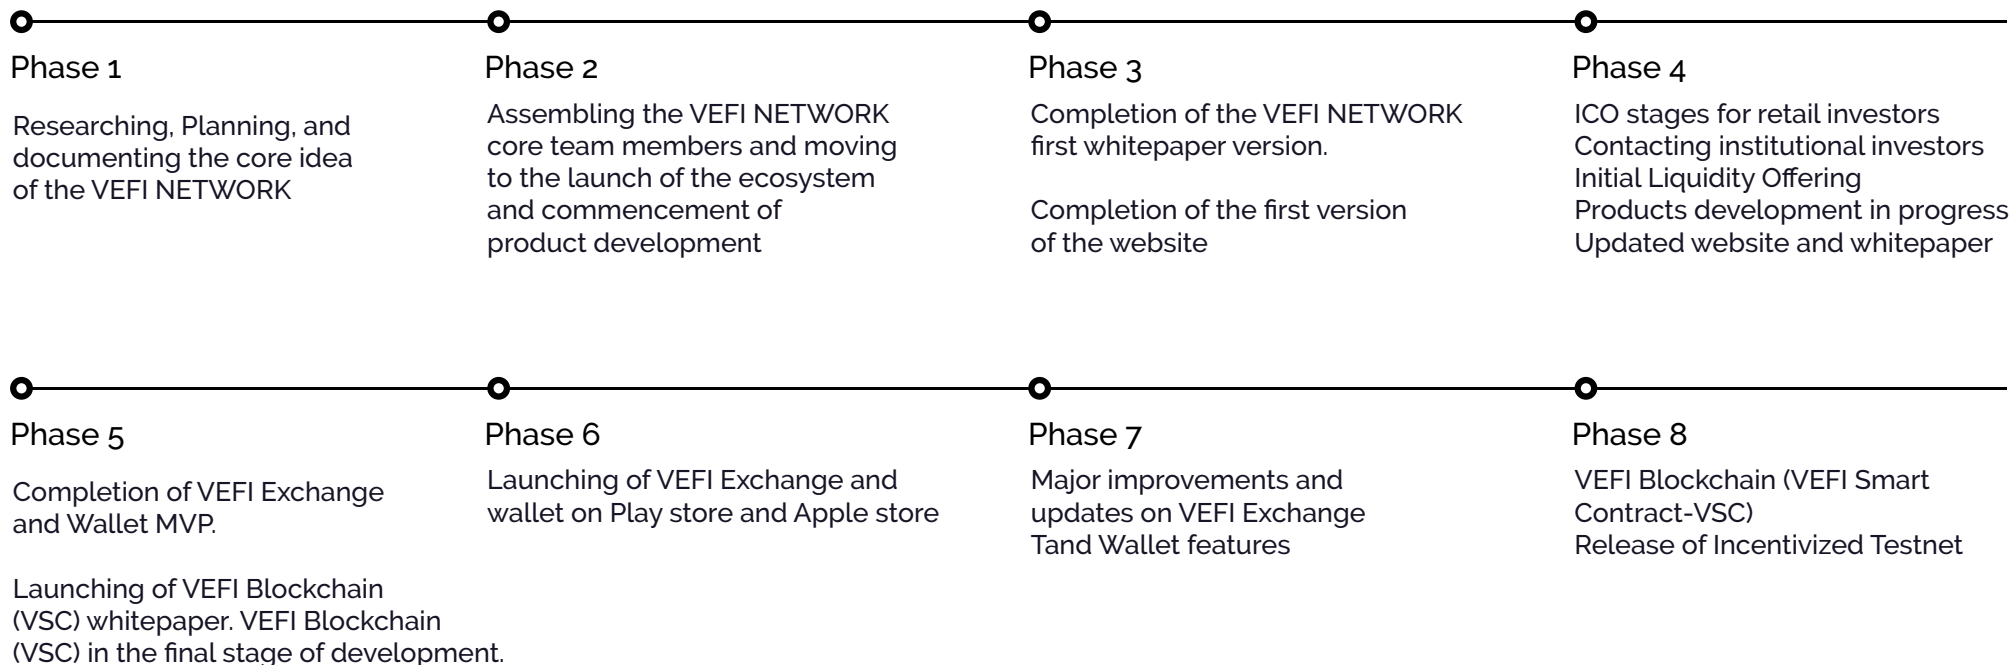 Phase 1
Researching, Planning, and
documenting the core idea
of the VEFI NETWORK
Phase 2
Assembling the VEFI NETWORK
core team members and moving
to the launch of the ecosystem
and commencement of
product development
Phase 3
Completion of the VEFI NETWORK
first whitepaper version.
Completion of the first version
of the website
Phase 4
ICO stages for retail investors
Contacting institutional investors
Initial Liquidity Offering
Products development in progress
Updated website and whitepaper
Phase 5
Completion of VEFI Exchange
and Wallet MVP.
Launching of VEFI Blockchain
(VSC) whitepaper. VEFI Blockchain
(VSC) in the final stage of development.
Phase 6
Launching of VEFI Exchange and
wallet on Play store and Apple store
Phase 7
Major improvements and
updates on VEFI Exchange
Tand Wallet features
Phase 8
VEFI Blockchain (VEFI Smart
Contract-VSC)
Release of Incentivized Testnet